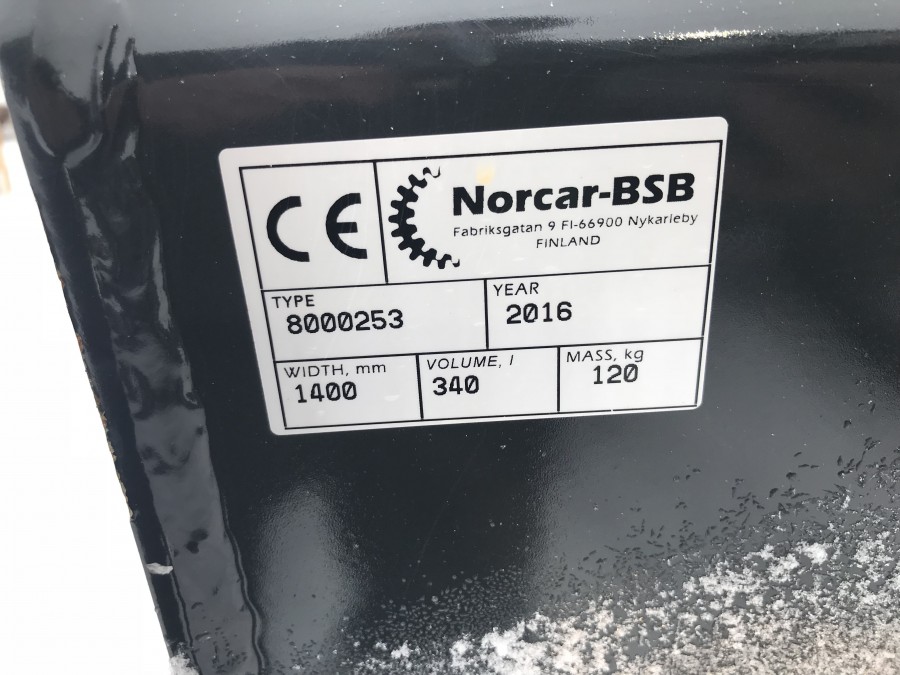 CE
Norcar-BSB
Fabriksgatan 9 FI-66900 Nykarleby
FINLAND
TYPE
8000253
YEAR
2016
WIDTH, mm
1400
VOLUME, l
340
MASS, kg
120